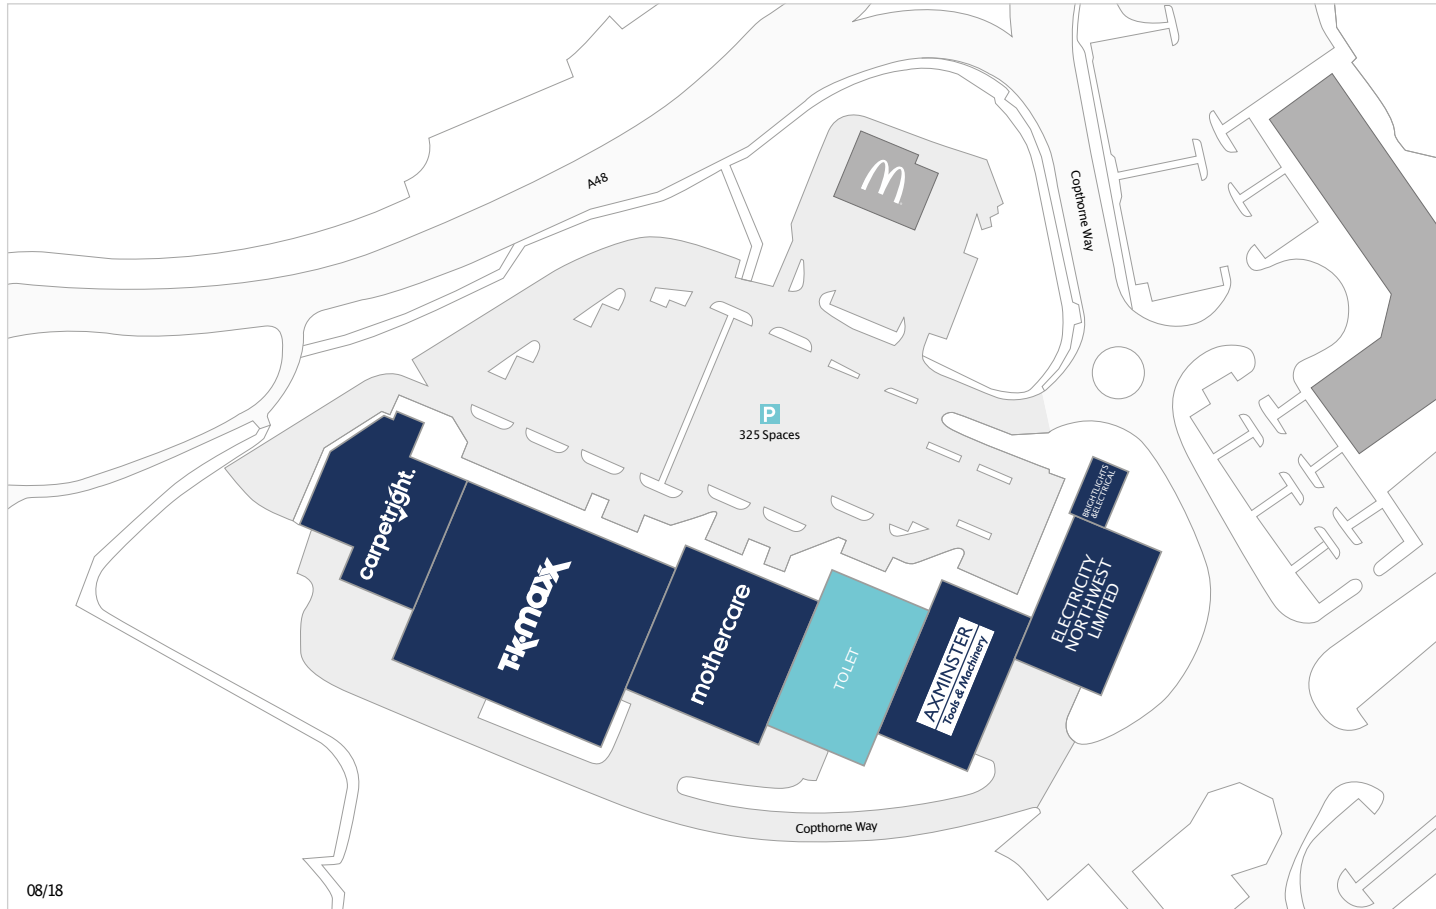 A48
Copthorne Way
P
325 Spaces
carpetright.
T·K·maxx
mothercare
TO LET
AXMINSTER
Tools & Machinery
ELECTRICITY
NORTHWEST
LIMITED
BRIGHTLIGHTS
&ELECTRICAL
Copthorne Way
08/18